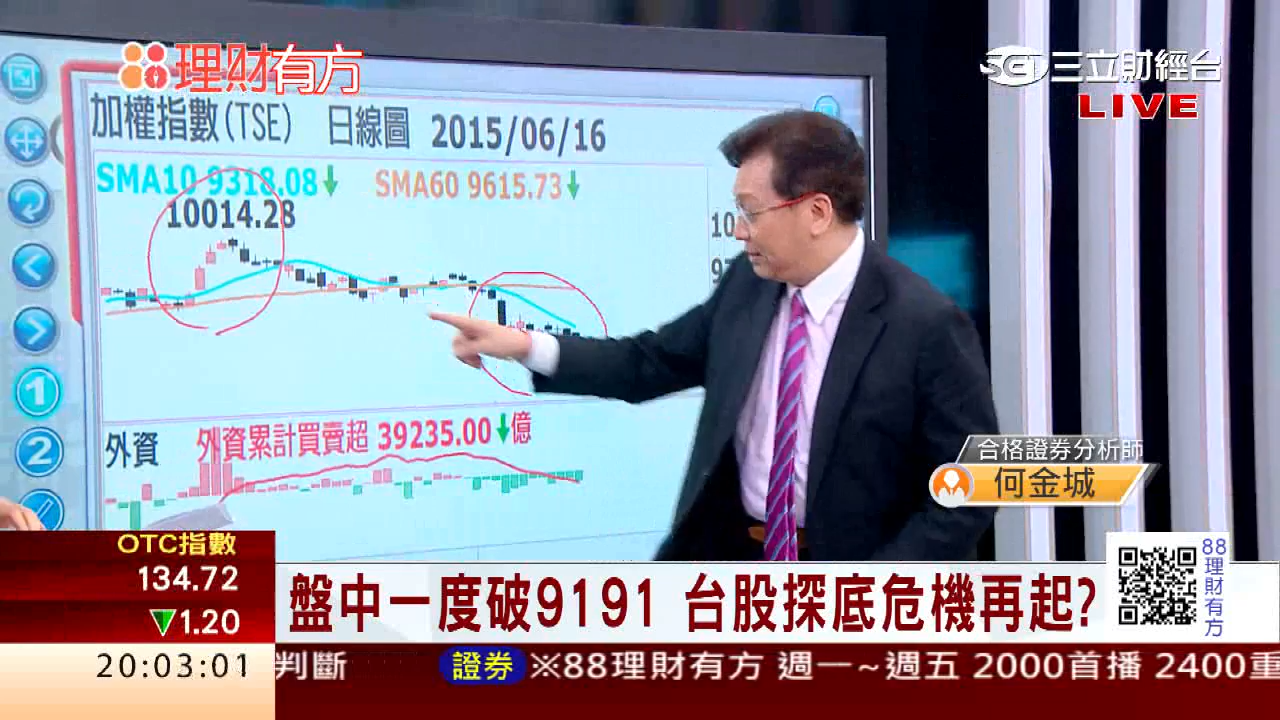 88理財有方
三立財經台
LIVE
加權指數(TSE) 日線圖 2015/06/16
SMA10 9318.08↓ SMA60 9615.73↓
10014.28
外資 外資累計買賣超 39235.00↓億
1
2
合格證券分析師
何金城
OTC指數
134.72
▼1.20
盤中一度破9191 台股探底危機再起?
88理財有方
20:03:01
判斷 證券 ※88理財有方 週一~週五 2000首播 2400重